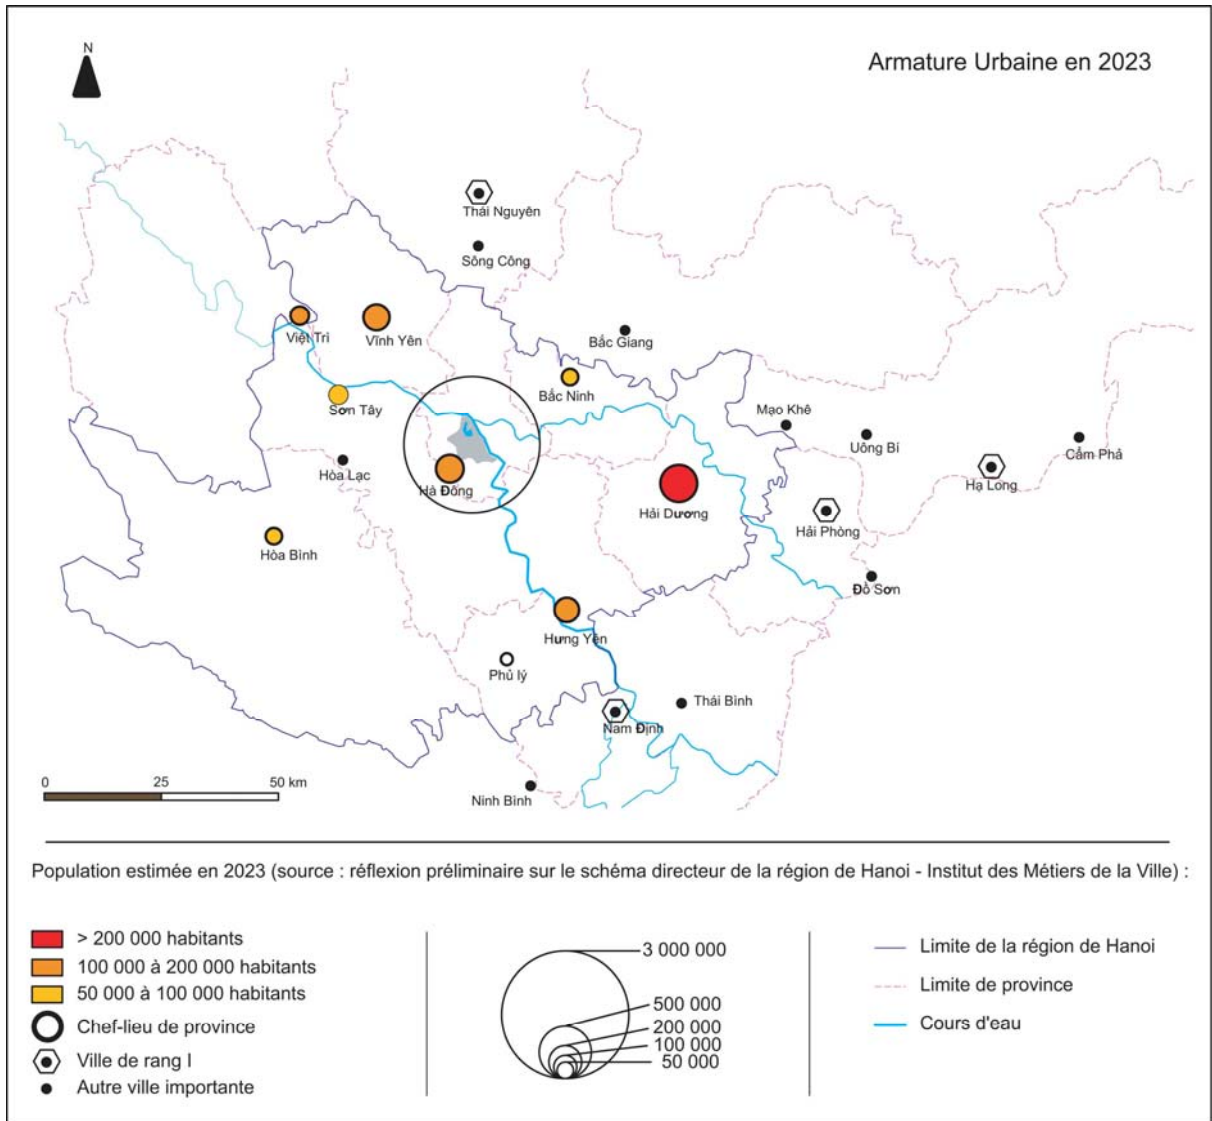 N
Armature Urbaine en 2023
Thái Nguyên
Sông Công
Việt Trì
Vĩnh Yên
Bắc Giang
Bắc Ninh
Sơn Tây
Mạo Khê
Uông Bí
Cẩm Phả
Hòa Lạc
Hà Đông
Hải Dương
Hạ Long
Hải Phòng
Hòa Bình
Đồ Sơn
Hưng Yên
Phủ lý
Thái Bình
Nam Định
Ninh Bình
0 25 50 km
Population estimée en 2023 (source : réflexion préliminaire sur le schéma directeur de la région de Hanoi - Institut des Métiers de la Ville) :
> 200 000 habitants
100 000 à 200 000 habitants
50 000 à 100 000 habitants
Chef-lieu de province
Ville de rang I
Autre ville importante
3 000 000
500 000
200 000
100 000
50 000
Limite de la région de Hanoi
Limite de province
Cours d'eau